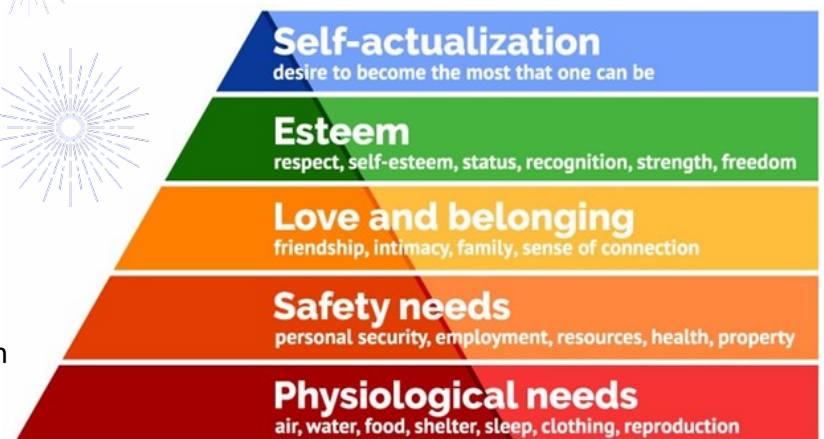 Self-actualization
desire to become the most that one can be
Esteem
respect, self-esteem, status, recognition, strength, freedom
Love and belonging
friendship, intimacy, family, sense of connection
Safety needs
personal security, employment, resources, health, property
Physiological needs
air, water, food, shelter, sleep, clothing, reproduction